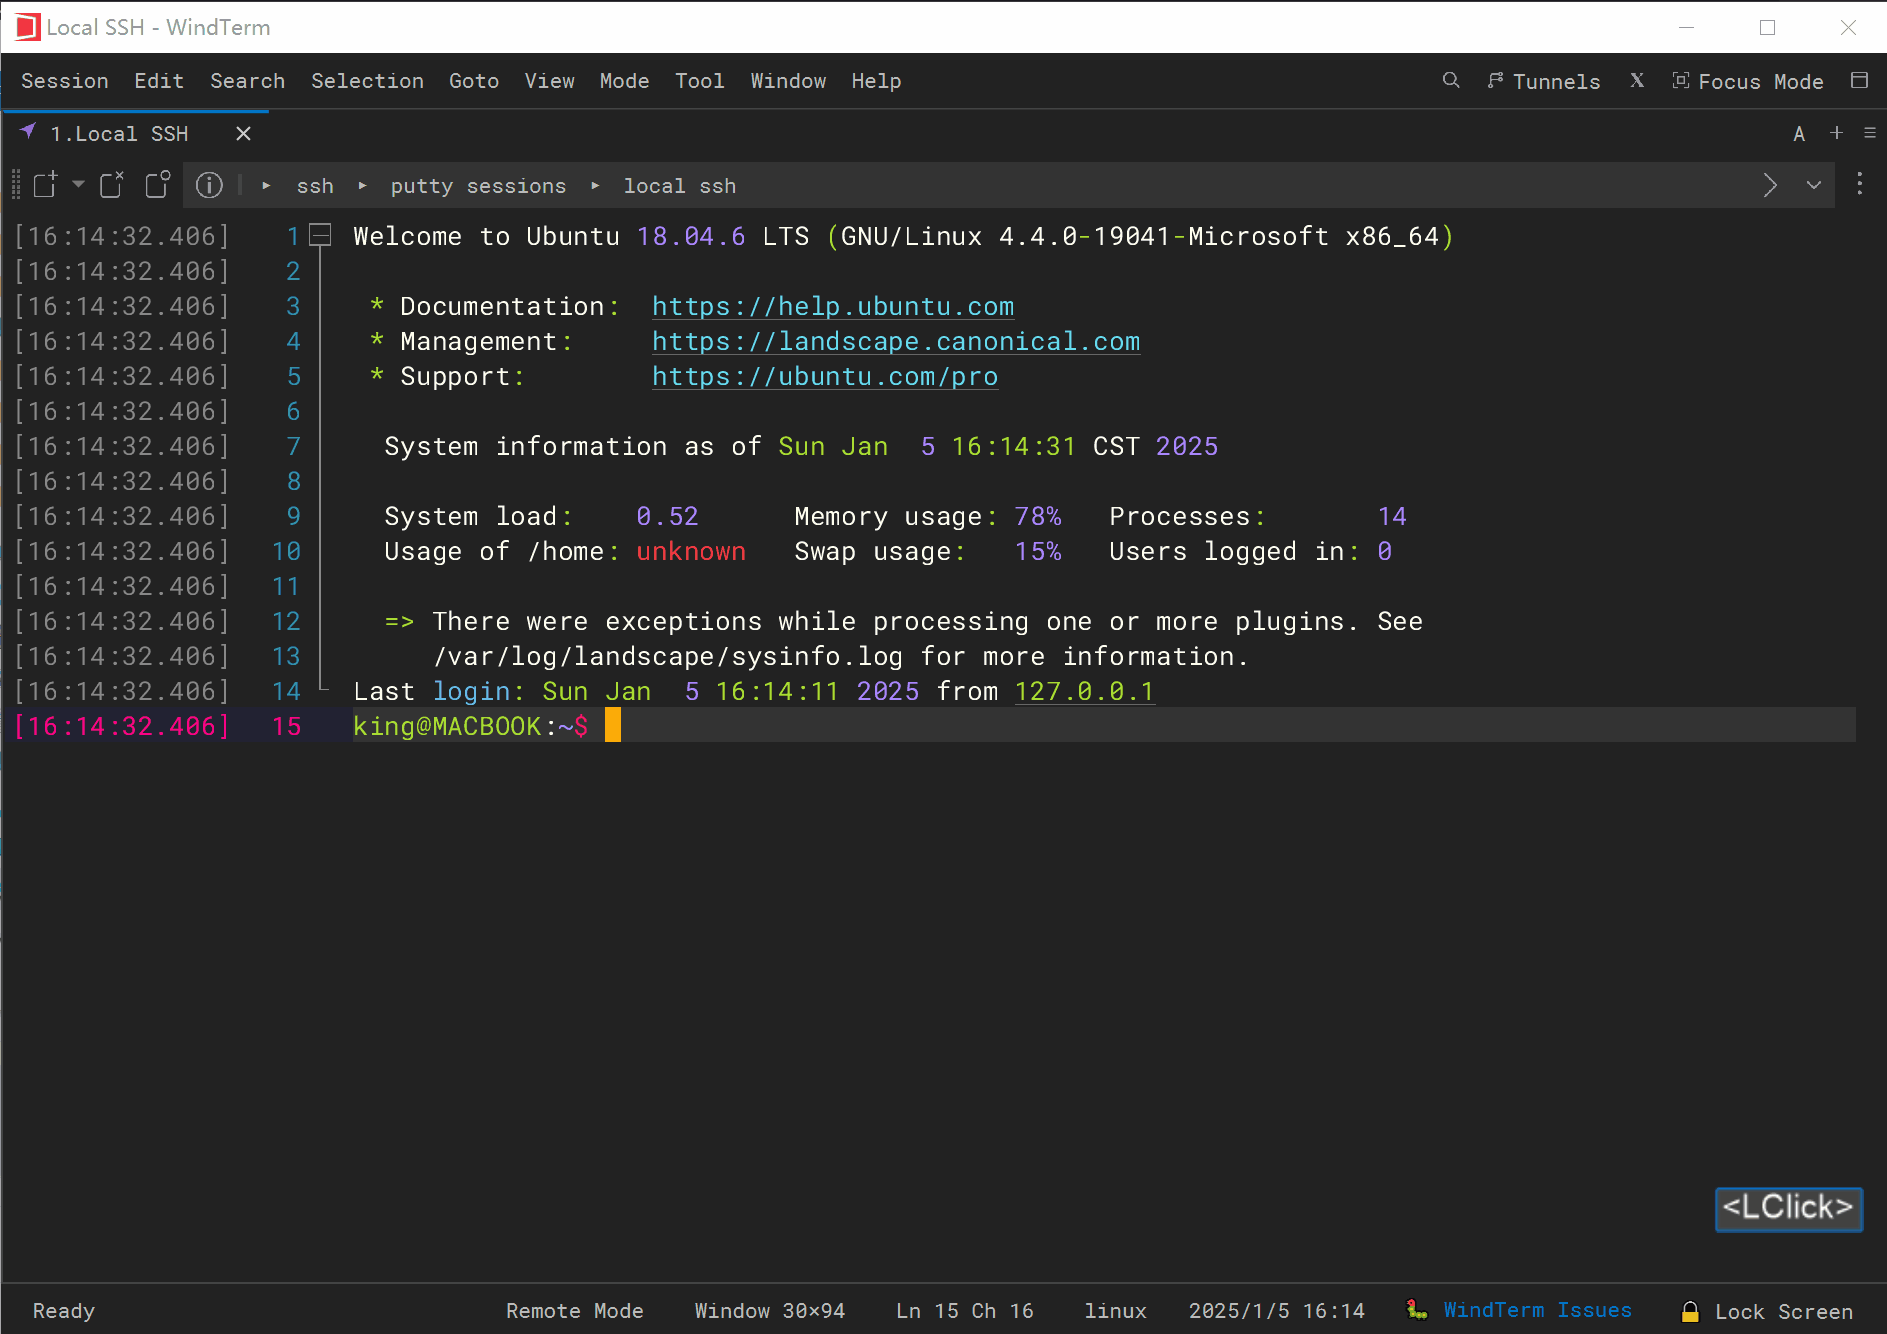 Local SSH - WindTerm
Session Edit Search Selection Goto View Mode Tool Window Help Tunnels X Focus Mode
1.Local SSH A
ssh putty sessions local ssh
[16:14:32.406] 1 Welcome to Ubuntu 18.04.6 LTS (GNU/Linux 4.4.0-19041-Microsoft x86_64)
[16:14:32.406] 2
[16:14:32.406] 3 * Documentation: https://help.ubuntu.com
[16:14:32.406] 4 * Management: https://landscape.canonical.com
[16:14:32.406] 5 * Support: https://ubuntu.com/pro
[16:14:32.406] 6
[16:14:32.406] 7 System information as of Sun Jan 5 16:14:31 CST 2025
[16:14:32.406] 8
[16:14:32.406] 9 System load: 0.52 Memory usage: 78% Processes: 14
[16:14:32.406] 10 Usage of /home: unknown Swap usage: 15% Users logged in: 0
[16:14:32.406] 11
[16:14:32.406] 12 => There were exceptions while processing one or more plugins. See
[16:14:32.406] 13 /var/log/landscape/sysinfo.log for more information.
[16:14:32.406] 14 Last login: Sun Jan 5 16:14:11 2025 from 127.0.0.1
[16:14:32.406] 15 king@MACBOOK:~$
<LClick>
Ready Remote Mode Window 30×94 Ln 15 Ch 16 linux 2025/1/5 16:14 WindTerm Issues Lock Screen